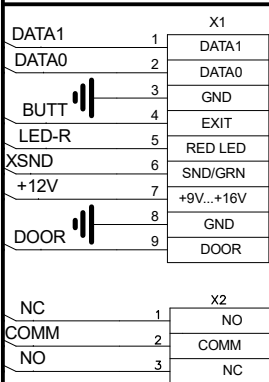 X1
DATA1 1 DATA1
DATA0 2 DATA0
3 GND
BUTT 4 EXIT
LED-R 5 RED LED
XSND 6 SND/GRN
+12V 7 +9V...+16V
8 GND
DOOR 9 DOOR
X2
NC 1 NO
COMM 2 COMM
NO 3 NC